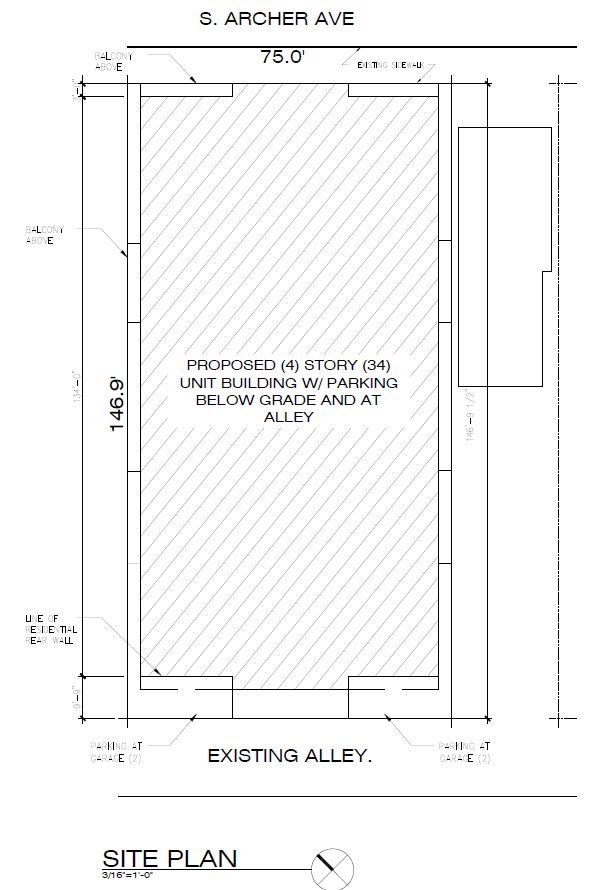 S. ARCHER AVE
75.0'
BALCONY
ABOVE
EXISTING SIDEWALK
BALCONY
ABOVE
134'-0"
146.9'
PROPOSED (4) STORY (34)
UNIT BUILDING W/ PARKING
BELOW GRADE AND AT
ALLEY
146'-9 1/2"
LINE OF
RESIDENTIAL
REAR WALL
9'-9"
PARKING AT
GARAGE (2)
EXISTING ALLEY.
PARKING AT
GARAGE (2)
SITE PLAN
3/16"=1'-0"